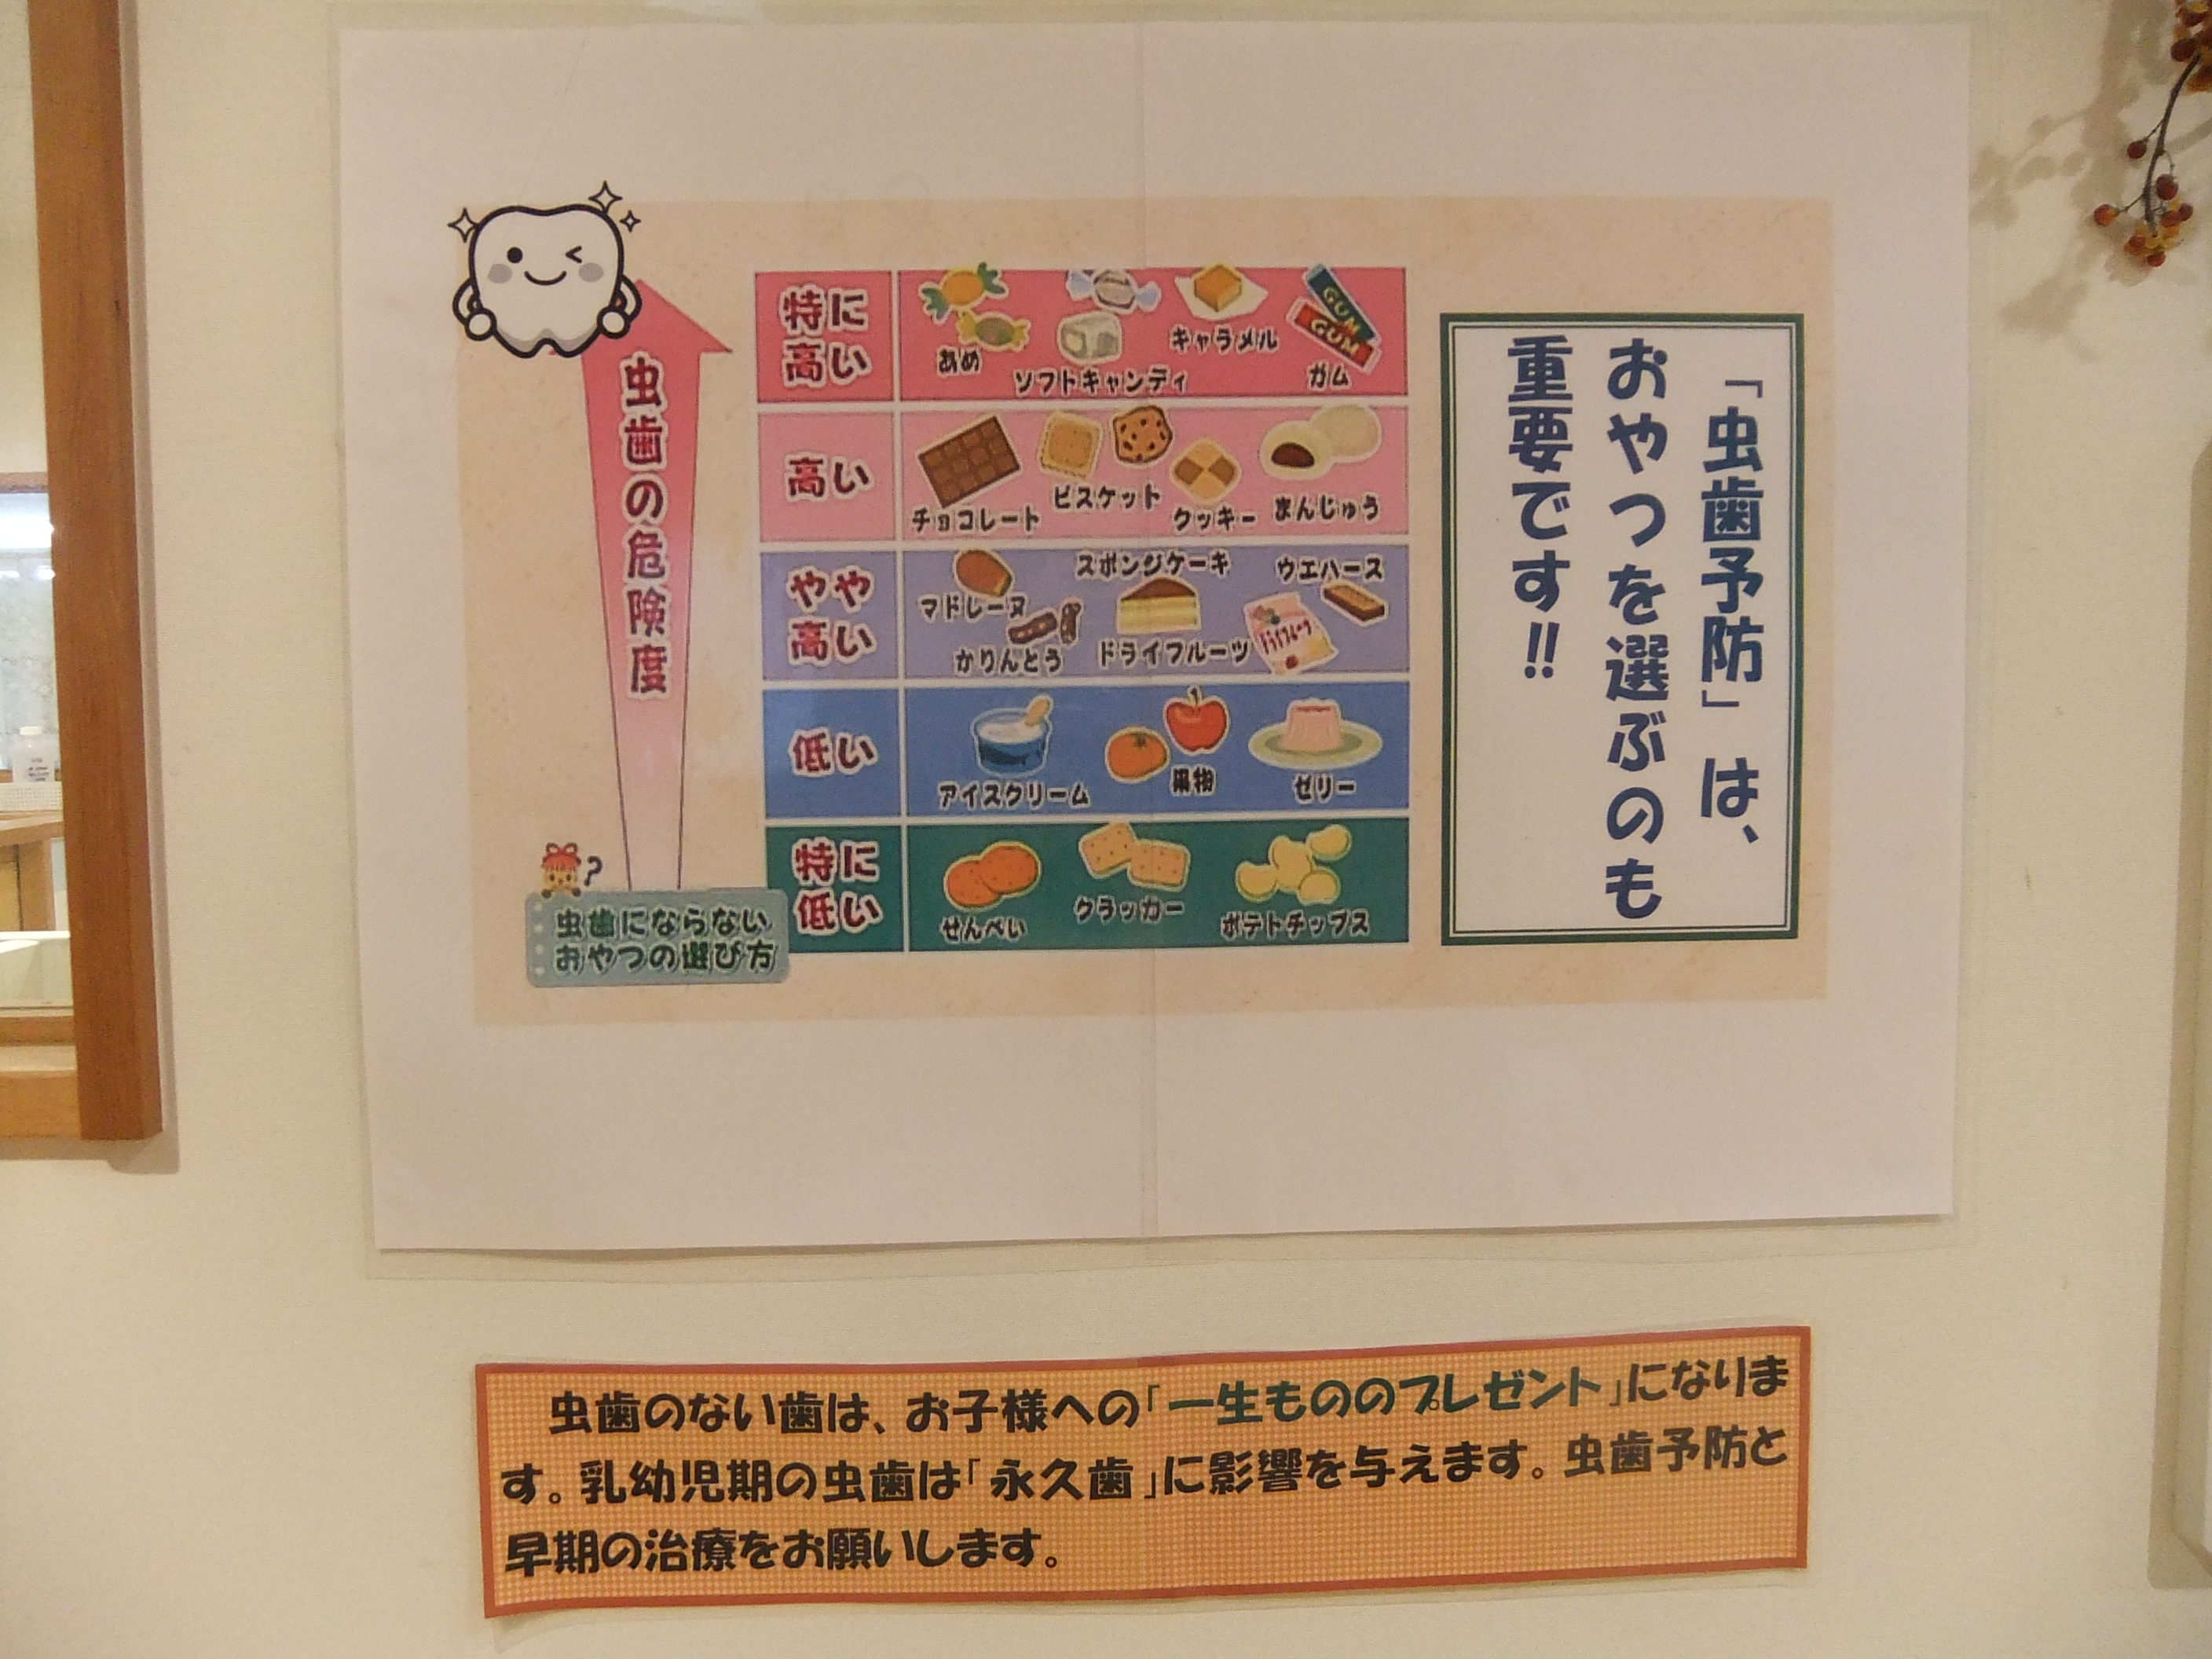 「虫歯予防」は、
おやつを選ぶのも
重要です!!
虫歯の危険度
特に
高い
あめ
ソフトキャンディ
キャラメル
GUM
GUM
ガム
高い
チョコレート
ビスケット
クッキー
まんじゅう
やや
高い
マドレーヌ
かりんとう
スポンジケーキ
ドライフルーツ
ドライフルーツ
ウエハース
低い
アイスクリーム
果物
ゼリー
特に
低い
せんべい
クラッカー
ポテトチップス
?
虫歯にならない
おやつの選び方
虫歯のない歯は、お子様への「一生もののプレゼント」になりま
す。乳幼児期の虫歯は「永久歯」に影響を与えます。虫歯予防と
早期の治療をお願いします。